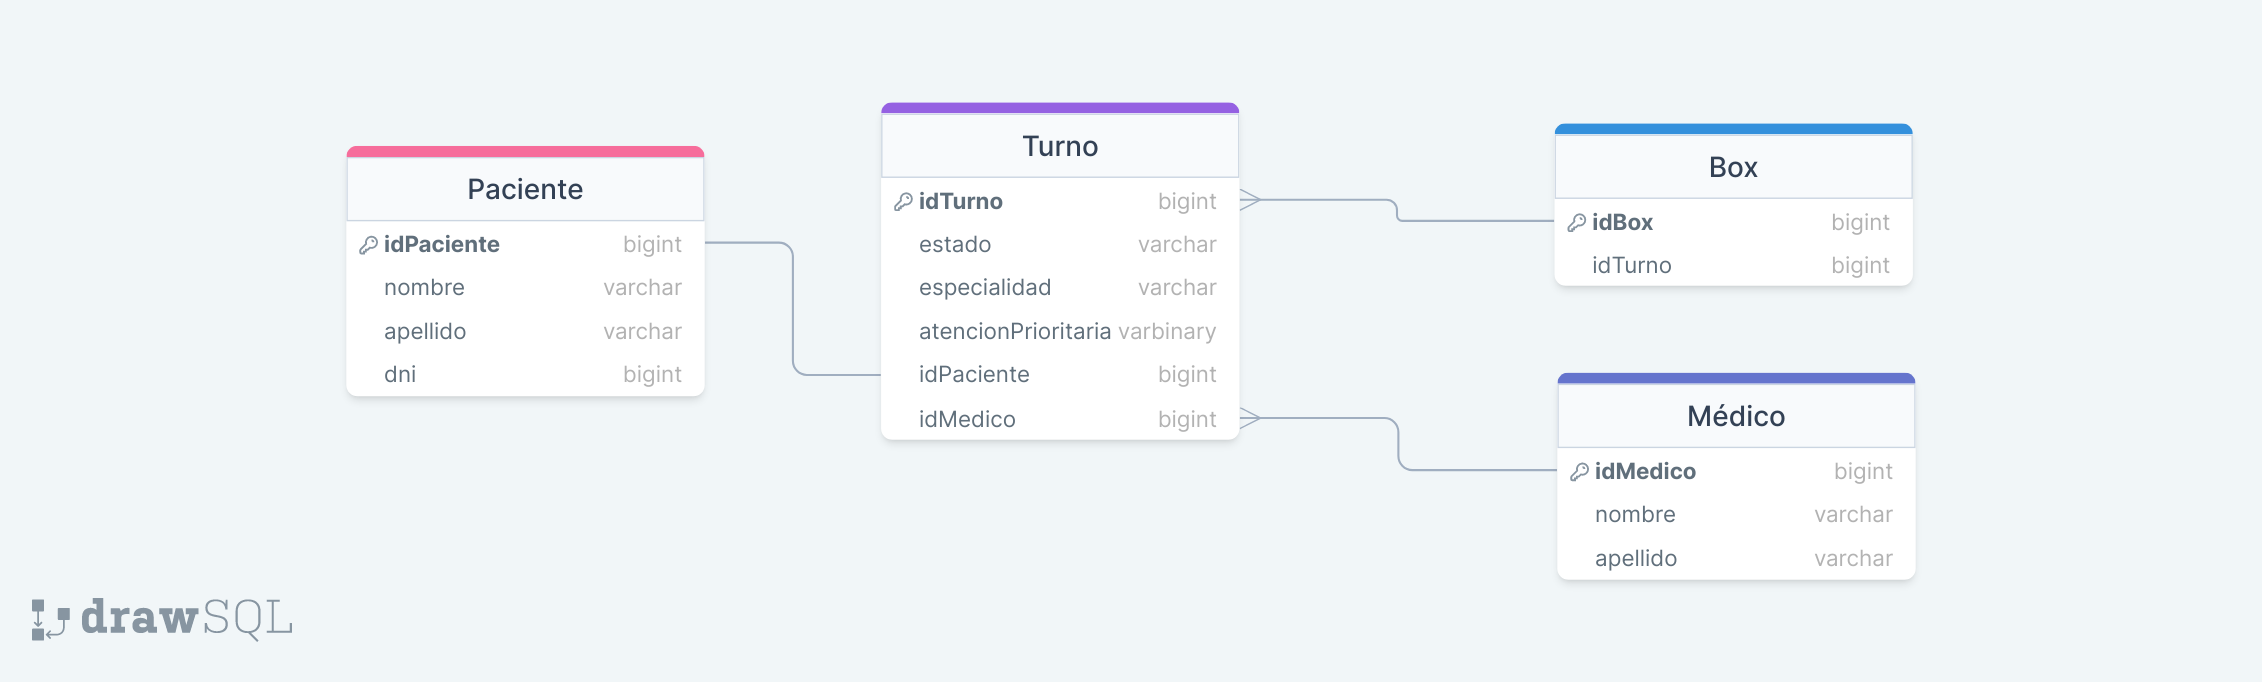 Paciente
idPaciente bigint
nombre varchar
apellido varchar
dni bigint
Turno
idTurno bigint
estado varchar
especialidad varchar
atencionPrioritaria varbinary
idPaciente bigint
idMedico bigint
Box
idBox bigint
idTurno bigint
Médico
idMedico bigint
nombre varchar
apellido varchar
drawSQL